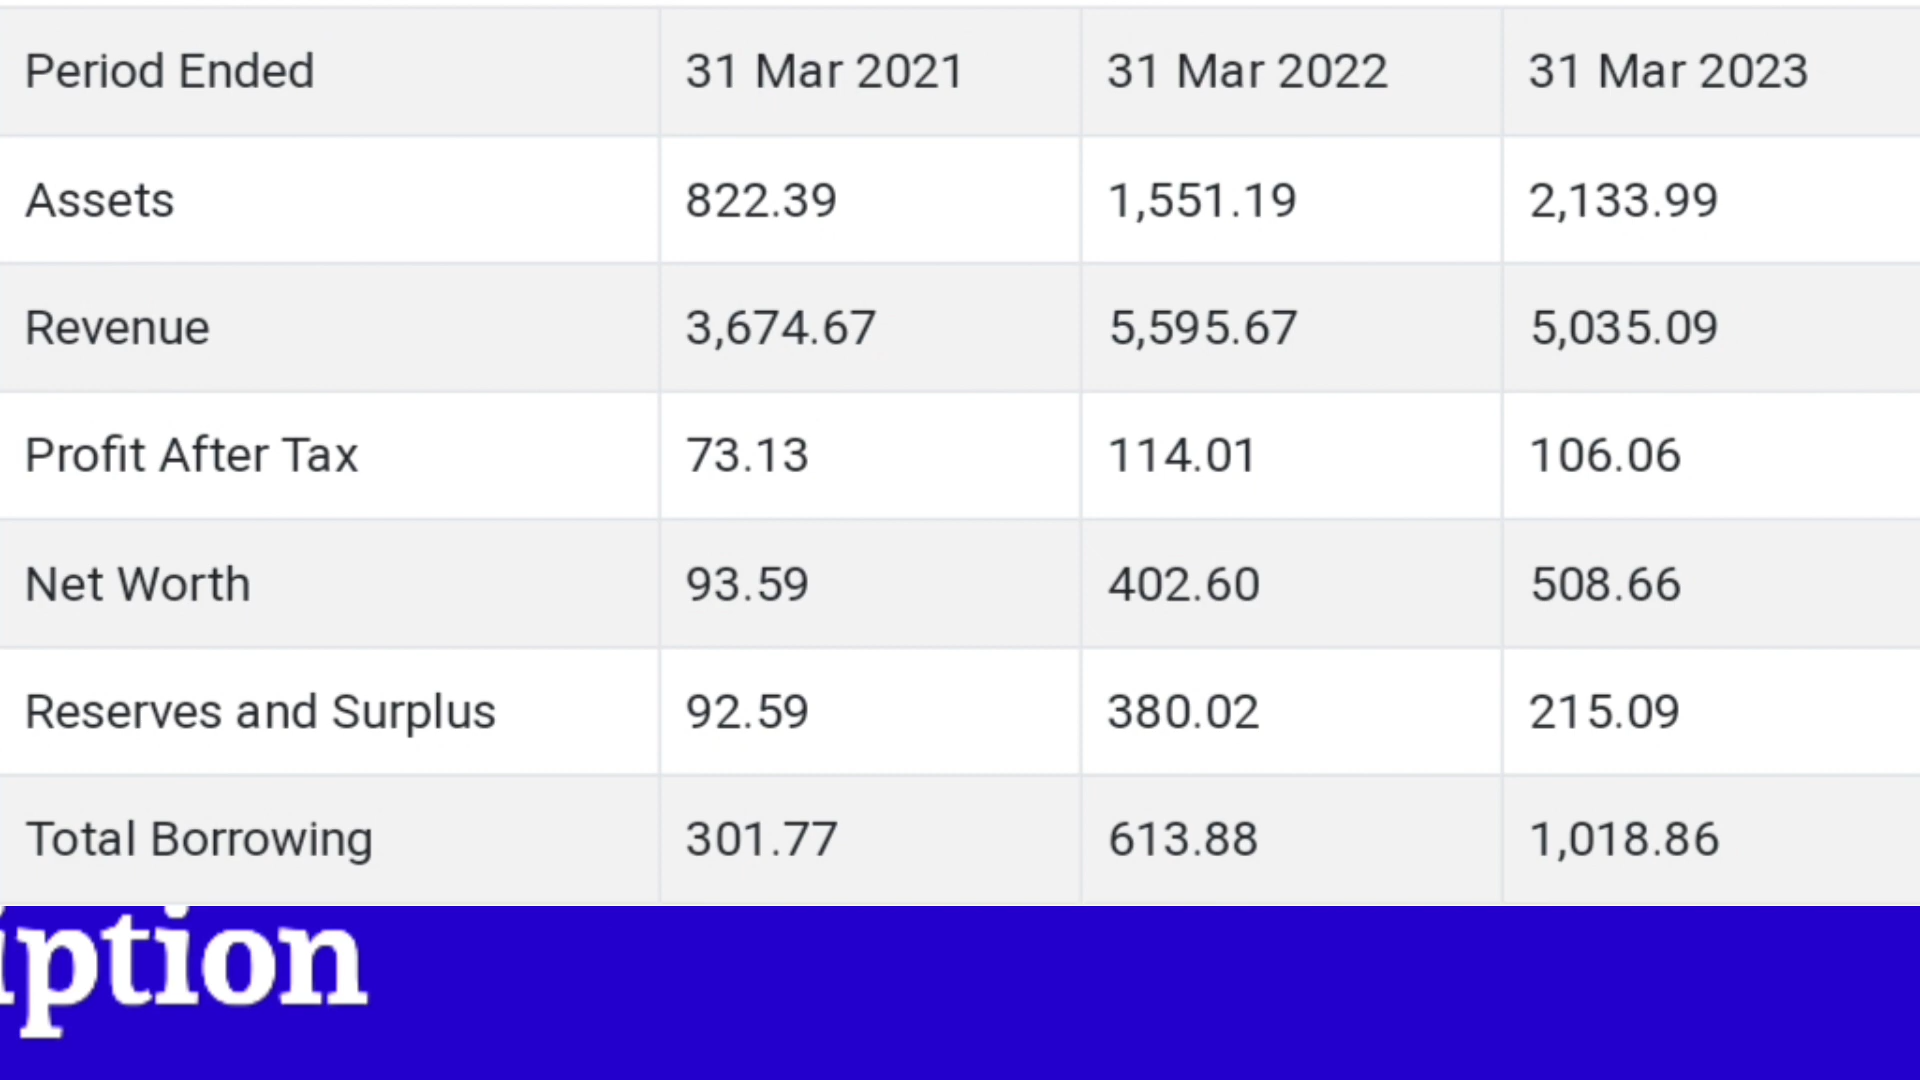 Period Ended 31 Mar 2021 31 Mar 2022 31 Mar 2023
Assets 822.39 1,551.19 2,133.99
Revenue 3,674.67 5,595.67 5,035.09
Profit After Tax 73.13 114.01 106.06
Net Worth 93.59 402.60 508.66
Reserves and Surplus 92.59 380.02 215.09
Total Borrowing 301.77 613.88 1,018.86
iption